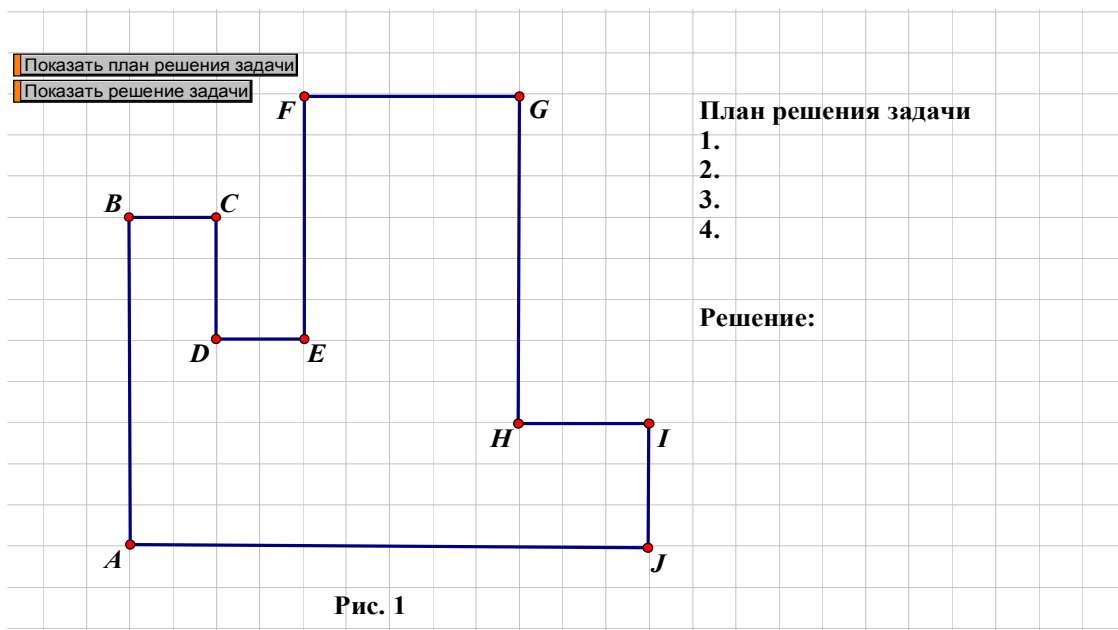 Показать план решения задачи
Показать решение задачи
F
G
План решения задачи
1.
2.
3.
4.
B
C
Решение:
D
E
H
I
A
J
Рис. 1